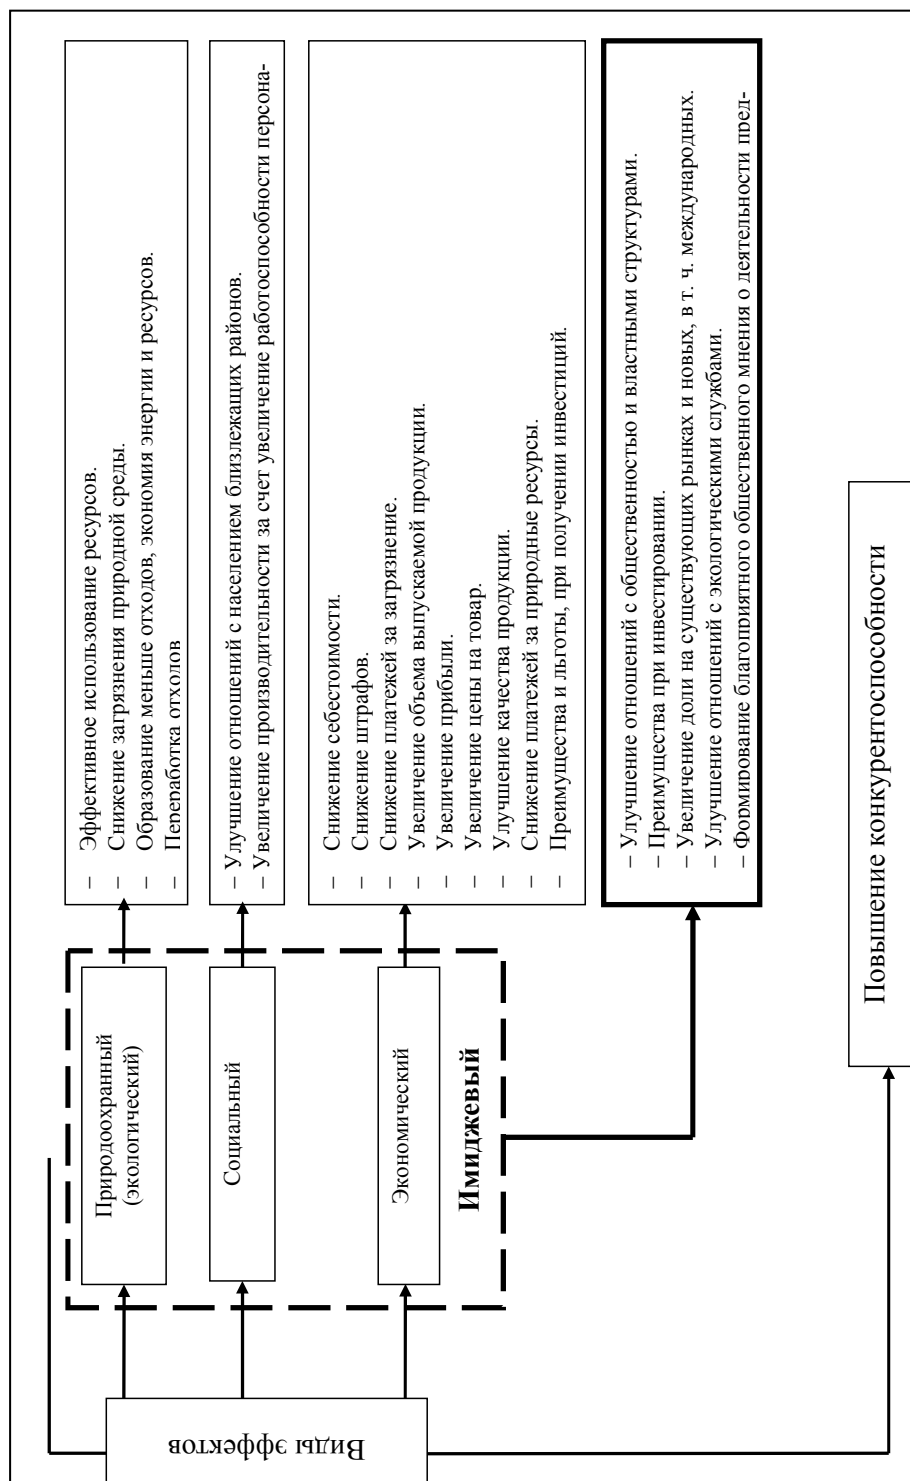 Виды эффектов
Природоохранный
(экологический)
Социальный
Экономический
Имиджевый
– Эффективное использование ресурсов.
– Снижение загрязнения природной среды.
– Образование меньше отходов, экономия энергии и ресурсов.
– Переработка отходов
– Улучшение отношений с населением близлежащих районов.
– Увеличение производительности за счет увеличение работоспособности персона-
– Снижение себестоимости.
– Снижение штрафов.
– Снижение платежей за загрязнение.
– Увеличение объема выпускаемой продукции.
– Увеличение прибыли.
– Увеличение цены на товар.
– Улучшение качества продукции.
– Снижение платежей за природные ресурсы.
– Преимущества и льготы, при получении инвестиций.
– Улучшение отношений с общественностью и властными структурами.
– Преимущества при инвестировании.
– Увеличение доли на существующих рынках и новых, в т. ч. международных.
– Улучшение отношений с экологическими службами.
– Формирование благоприятного общественного мнения о деятельности пред-
Повышение конкурентоспособности